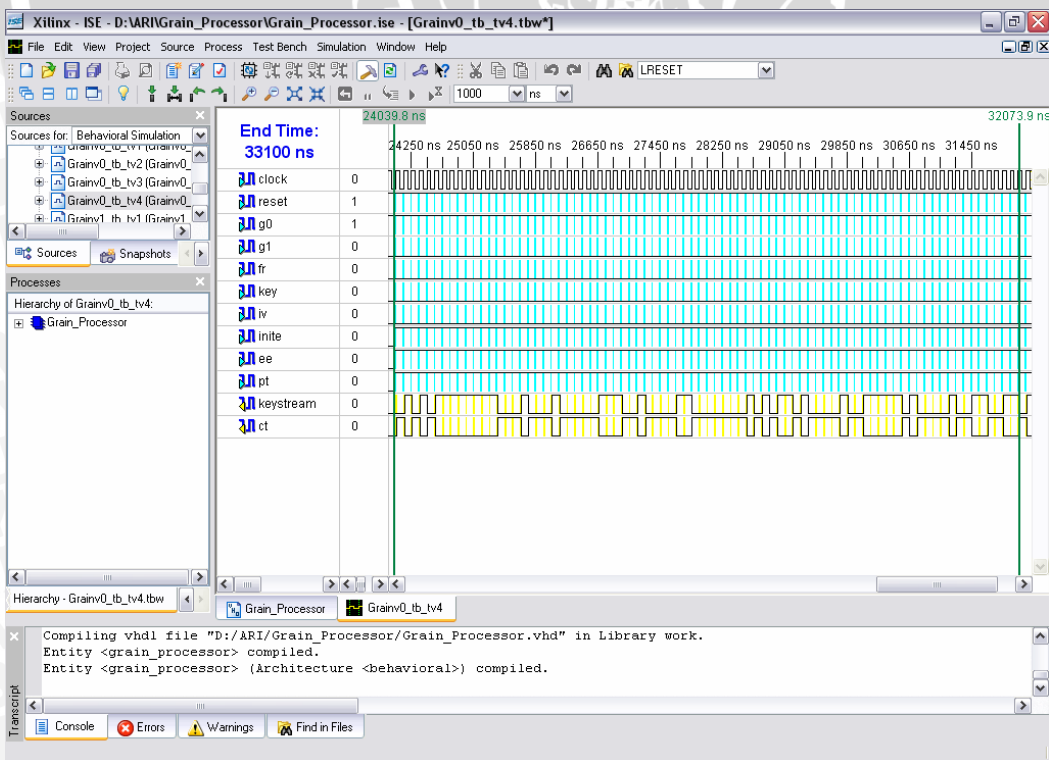 Xilinx - ISE - D:\ARI\Grain_Processor\Grain_Processor.ise - [Grainv0_tb_tv4.tbw*]
File Edit View Project Source Process Test Bench Simulation Window Help
LRESET
1000 ns
Sources
Sources for: Behavioral Simulation
Grainv0_tb_tv1 (Grainv0_
Grainv0_tb_tv2 (Grainv0_
Grainv0_tb_tv3 (Grainv0_
Grainv0_tb_tv4 (Grainv0_
Grainv1_tb_tv1 (Grainv1_
Sources Snapshots
Processes
Hierarchy of Grainv0_tb_tv4:
Grain_Processor
Hierarchy - Grainv0_tb_tv4.tbw
24039.8 ns 32073.9 ns
End Time:
33100 ns
24250 ns 25050 ns 25850 ns 26650 ns 27450 ns 28250 ns 29050 ns 29850 ns 30650 ns 31450 ns
clock 0
reset 1
g0 1
g1 0
fr 0
key 0
iv 0
inite 0
ee 0
pt 0
keystream 0
ct 0
Grain_Processor Grainv0_tb_tv4
Compiling vhdl file "D:/ARI/Grain_Processor/Grain_Processor.vhd" in Library work.
Entity <grain_processor> compiled.
Entity <grain_processor> (Architecture <behavioral>) compiled.
Transcript
Console Errors Warnings Find in Files